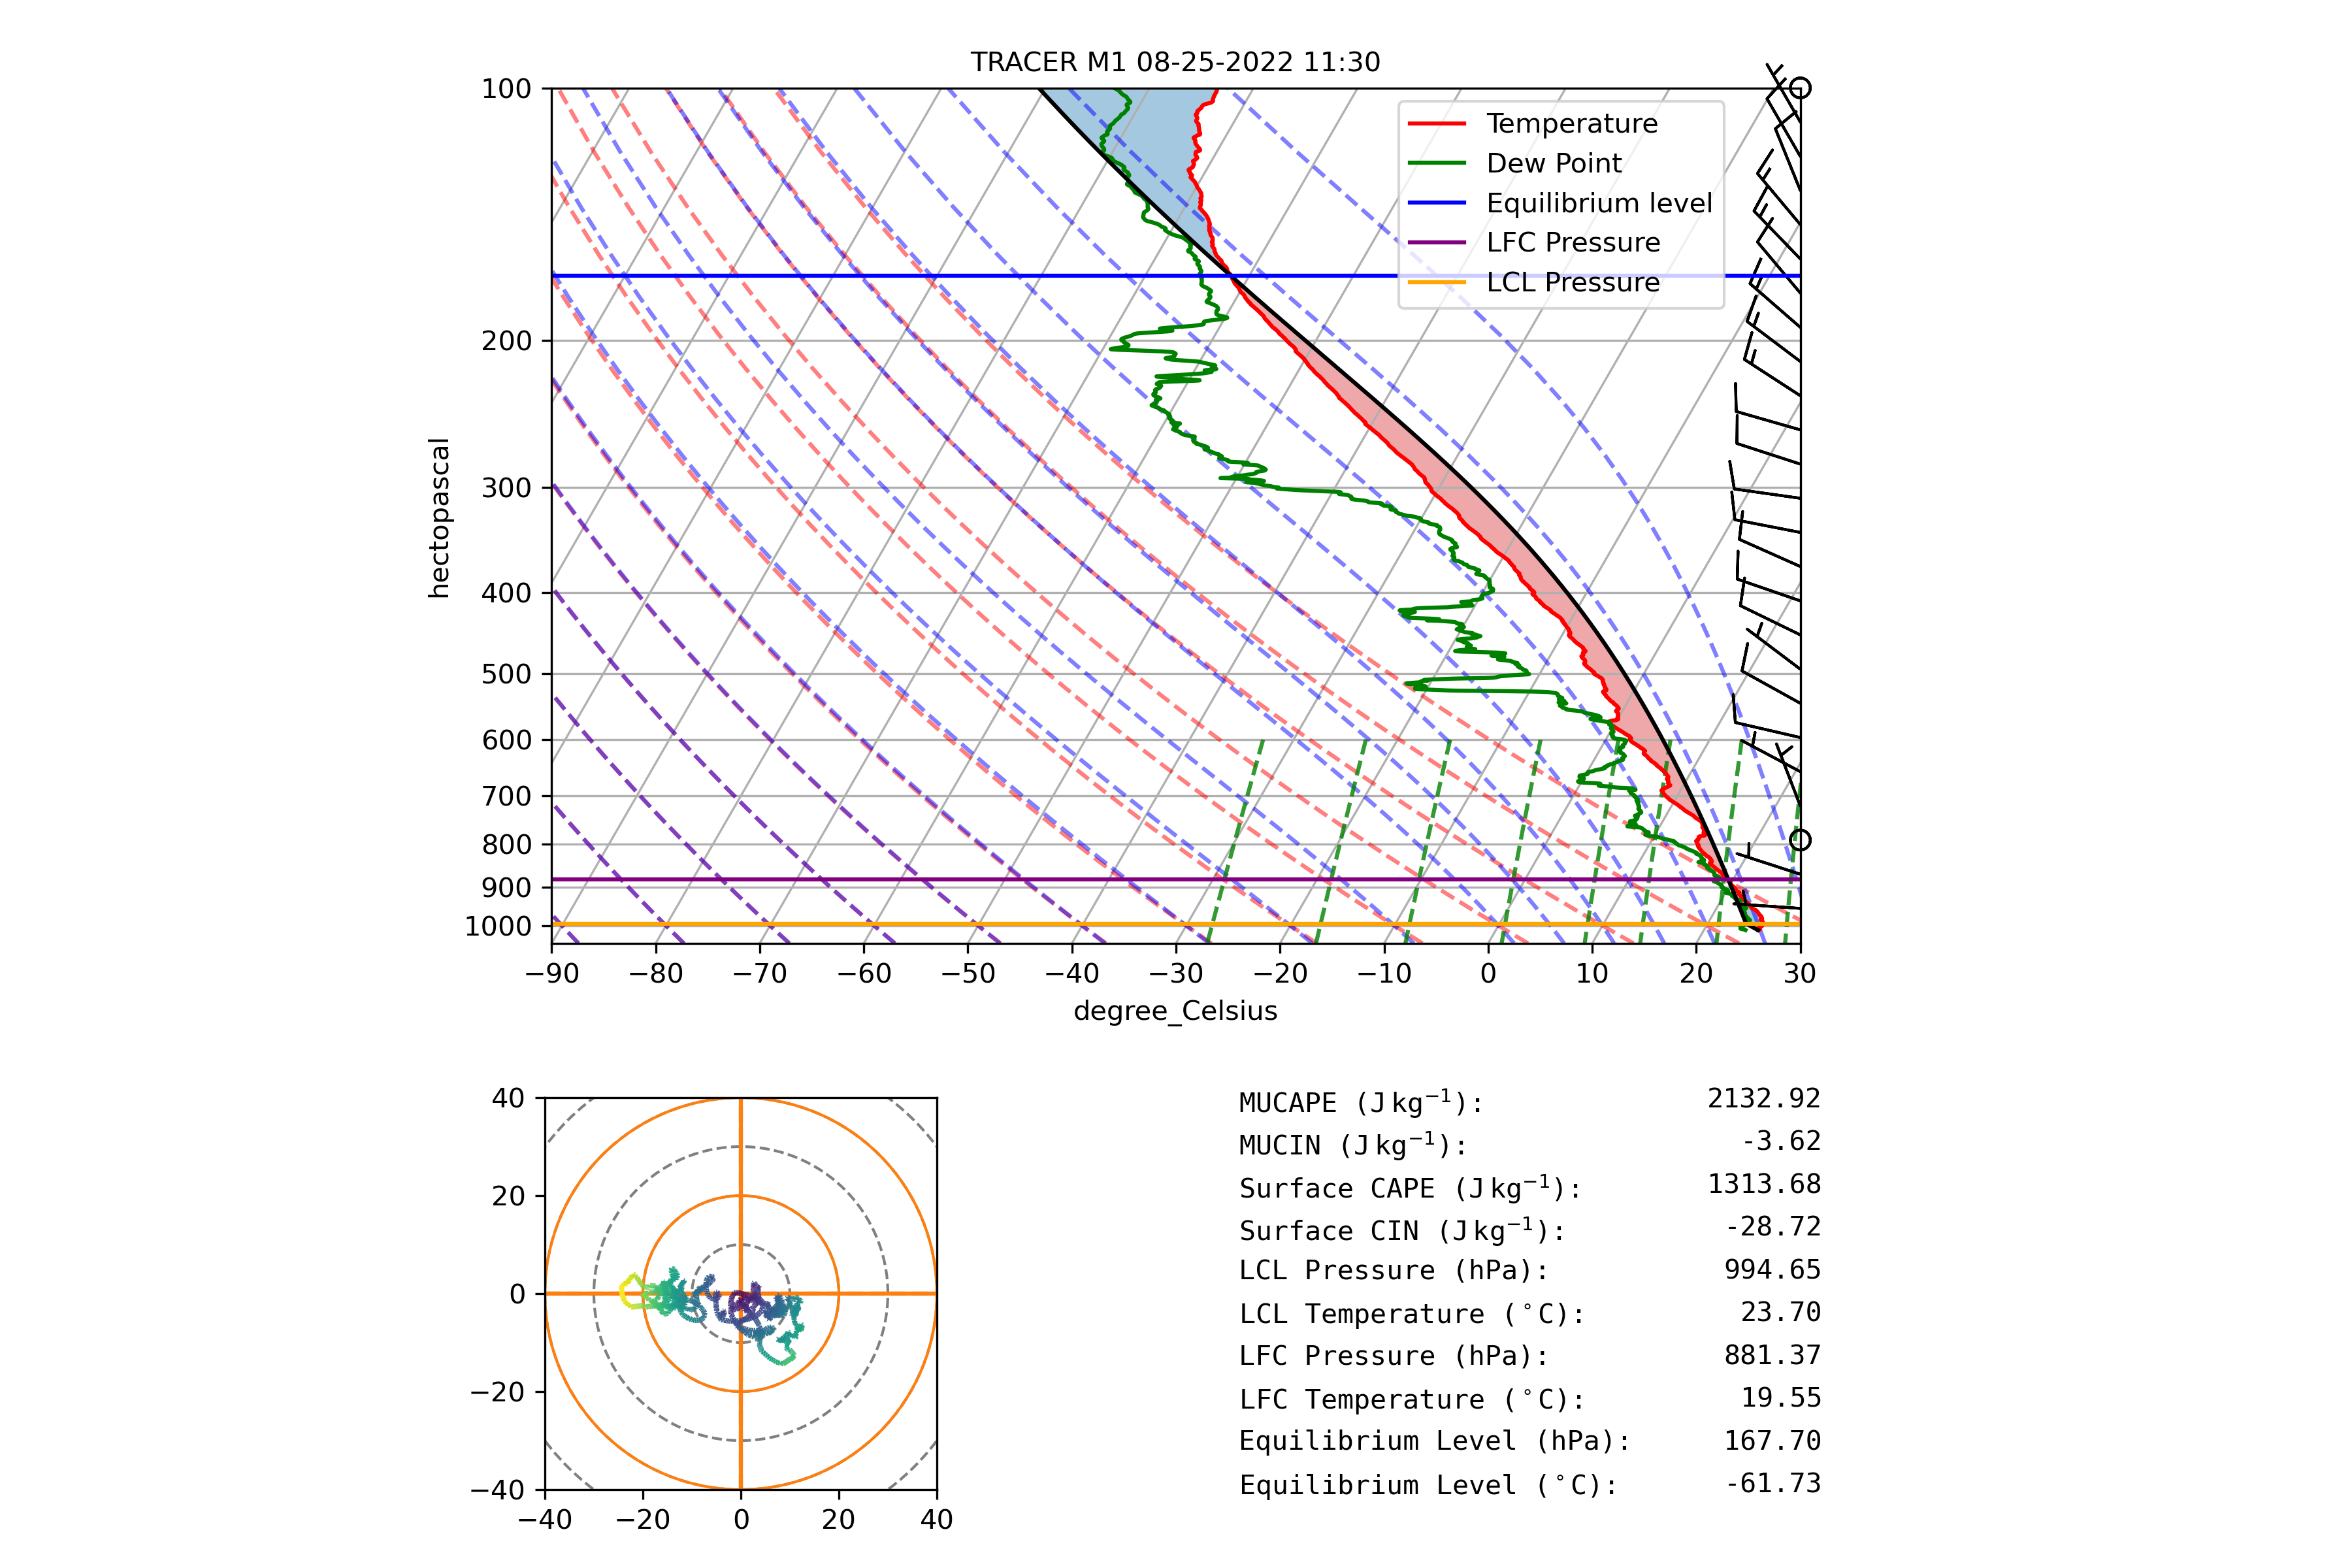 TRACER M1 08-25-2022 11:30
100
200
300
400
500
600
700
800
900
1000
hectopascal
Temperature
Dew Point
Equilibrium level
LFC Pressure
LCL Pressure
−90 −80 −70 −60 −50 −40 −30 −20 −10 0 10 20 30
degree_Celsius
40
20
0
−20
−40
−40 −20 0 20 40
MUCAPE (J kg⁻¹): 2132.92
MUCIN (J kg⁻¹): -3.62
Surface CAPE (J kg⁻¹): 1313.68
Surface CIN (J kg⁻¹): -28.72
LCL Pressure (hPa): 994.65
LCL Temperature (°C): 23.70
LFC Pressure (hPa): 881.37
LFC Temperature (°C): 19.55
Equilibrium Level (hPa): 167.70
Equilibrium Level (°C): -61.73